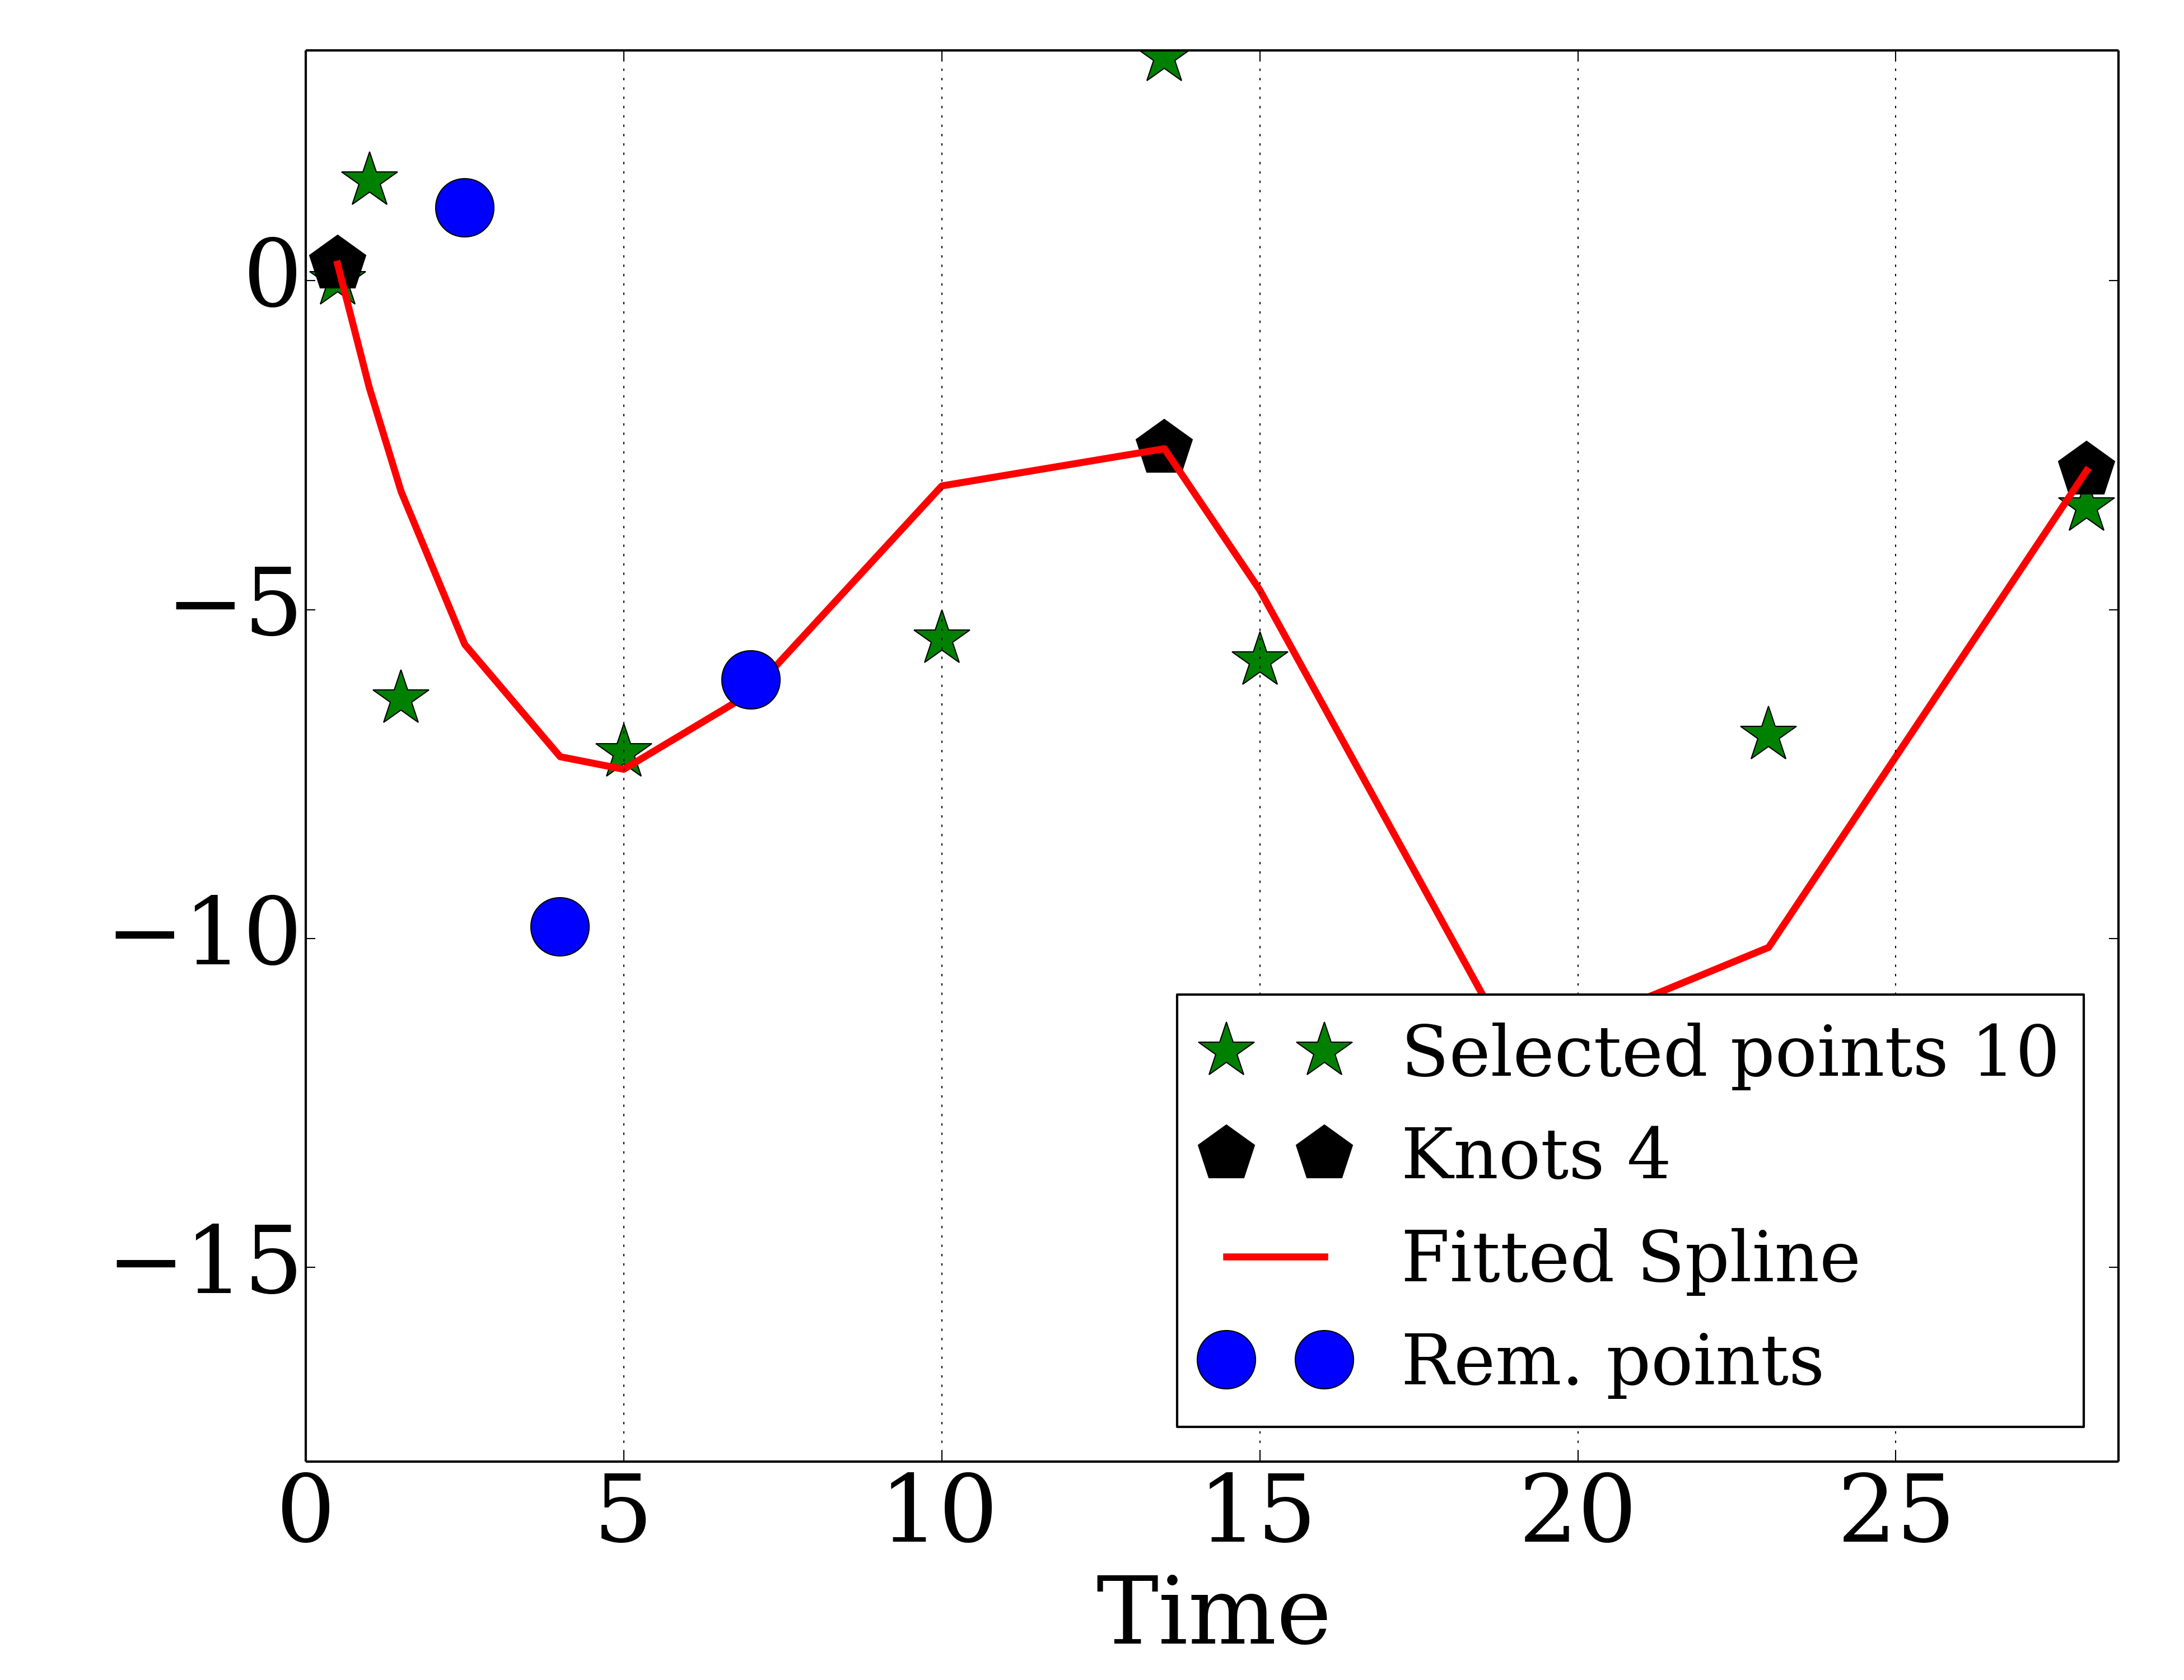 0
−5
−10
−15
0 5 10 15 20 25
Time
Selected points 10
Knots 4
Fitted Spline
Rem. points